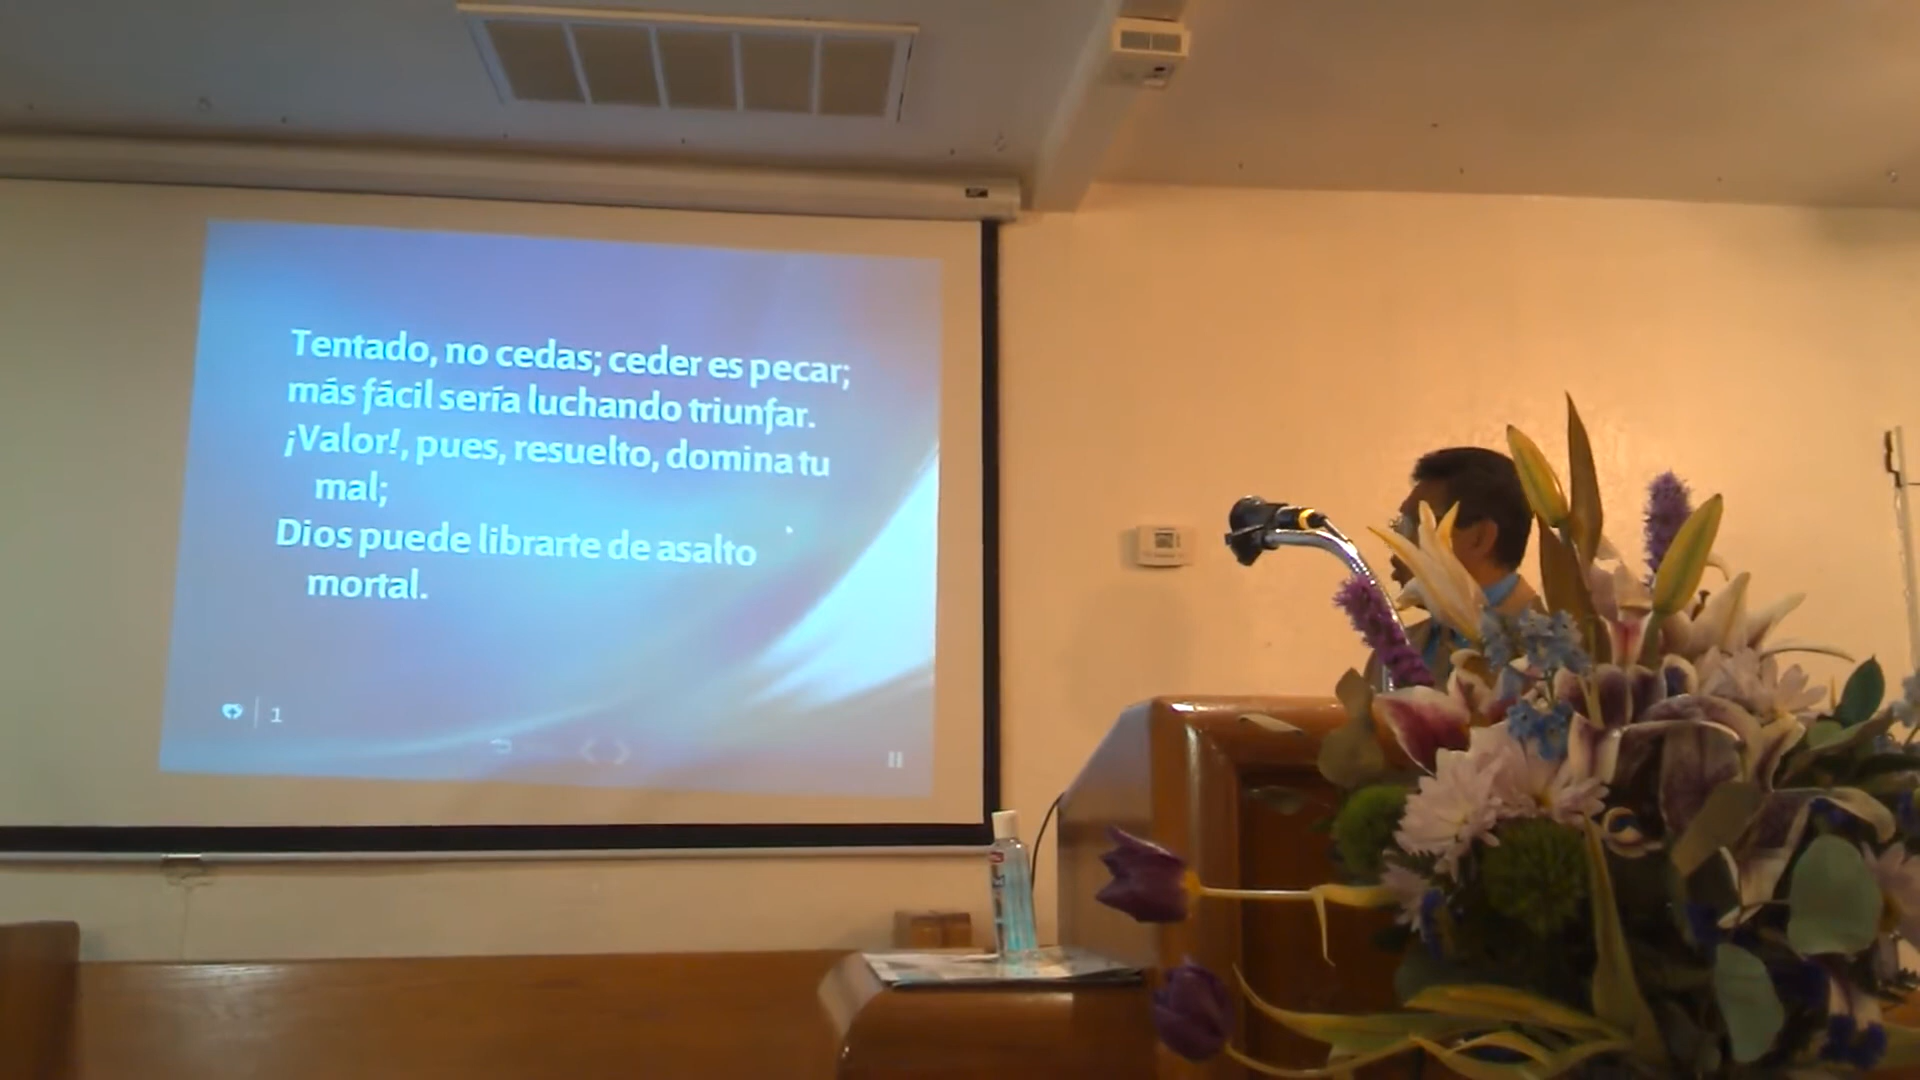 Tentado, no cedas; ceder es pecar;
más fácil sería luchando triunfar.
¡Valor!, pues, resuelto, domina tu
mal;
Dios puede librarte de asalto
mortal.
1